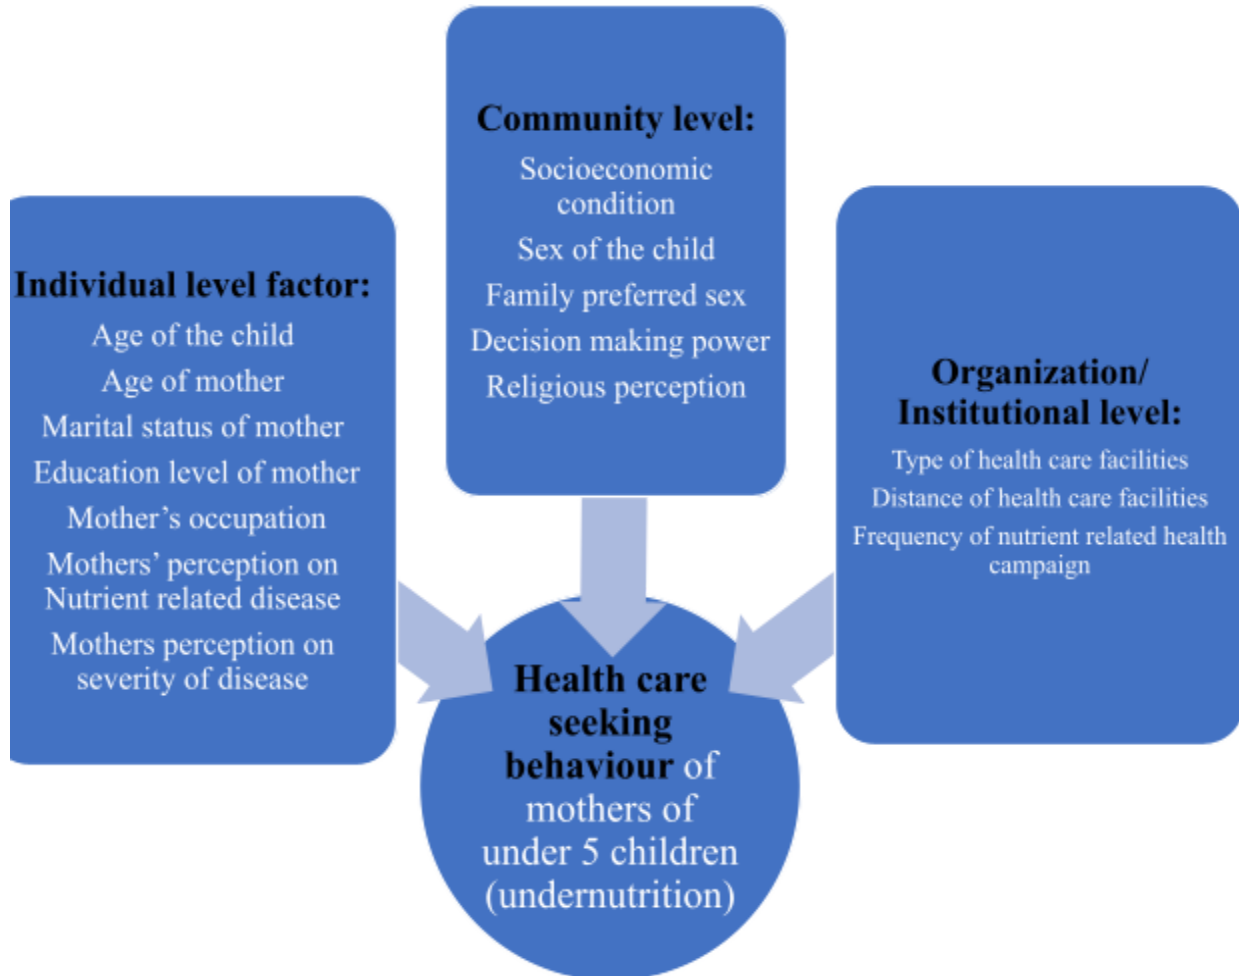 Individual level factor:
Age of the child
Age of mother
Marital status of mother
Education level of mother
Mother’s occupation
Mothers’ perception on
Nutrient related disease
Mothers perception on
severity of disease
Community level:
Socioeconomic
condition
Sex of the child
Family preferred sex
Decision making power
Religious perception
Organization/
Institutional level:
Type of health care facilities
Distance of health care facilities
Frequency of nutrient related health
campaign
Health care
seeking
behaviour of
mothers of
under 5 children
(undernutrition)